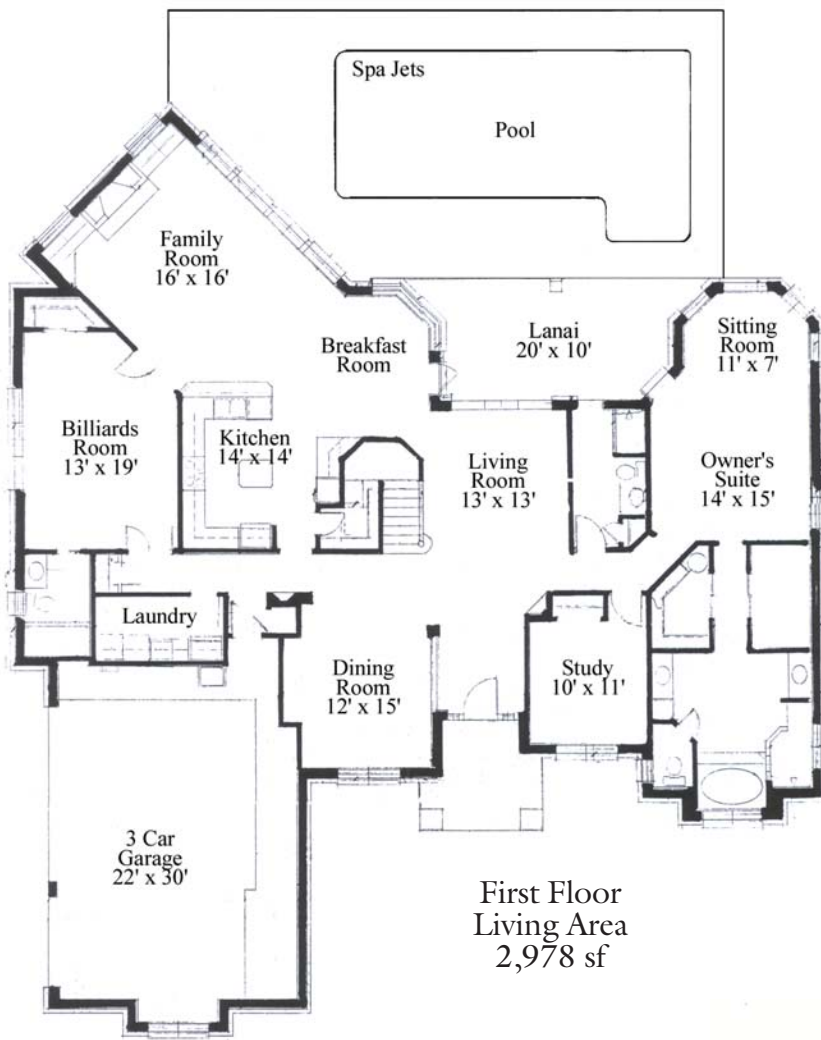 Spa Jets
Pool
Family
Room
16' x 16'
Breakfast
Room
Lanai
20' x 10'
Sitting
Room
11' x 7'
Billiards
Room
13' x 19'
Kitchen
14' x 14'
Living
Room
13' x 13'
Owner's
Suite
14' x 15'
Laundry
Dining
Room
12' x 15'
Study
10' x 11'
3 Car
Garage
22' x 30'
First Floor
Living Area
2,978 sf